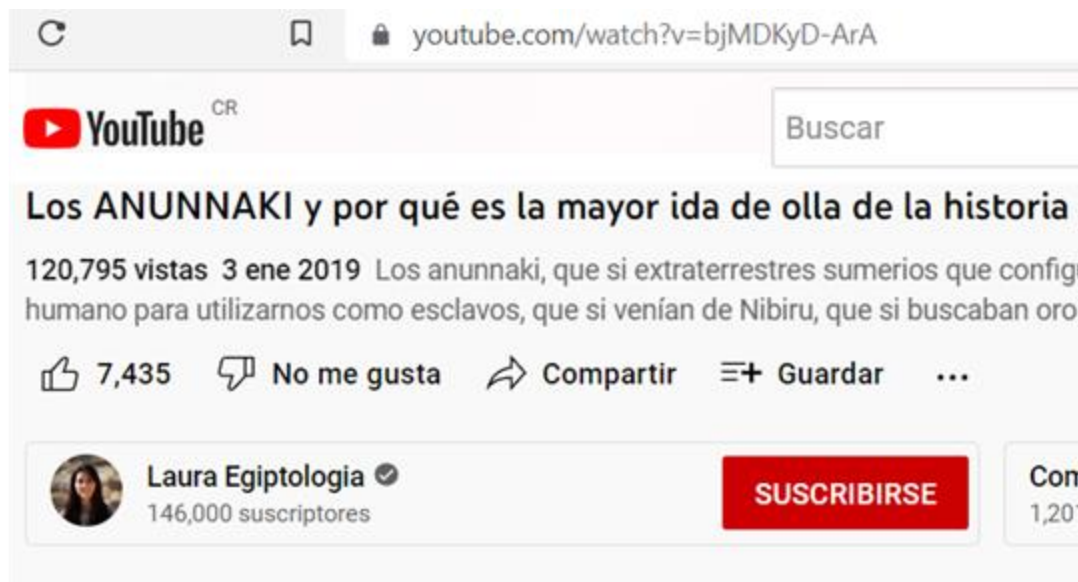 youtube.com/watch?v=bjMDKyD-ArA
YouTube CR
Buscar
Los ANUNNAKI y por qué es la mayor ida de olla de la historia
120,795 vistas 3 ene 2019 Los anunnaki, que si extraterrestres sumerios que
humano para utilizarnos como esclavos, que si venían de Nibiru, que si buscaban oro
7,435 No me gusta Compartir Guardar ...
Laura Egiptologia
146,000 suscriptores
SUSCRIBIRSE